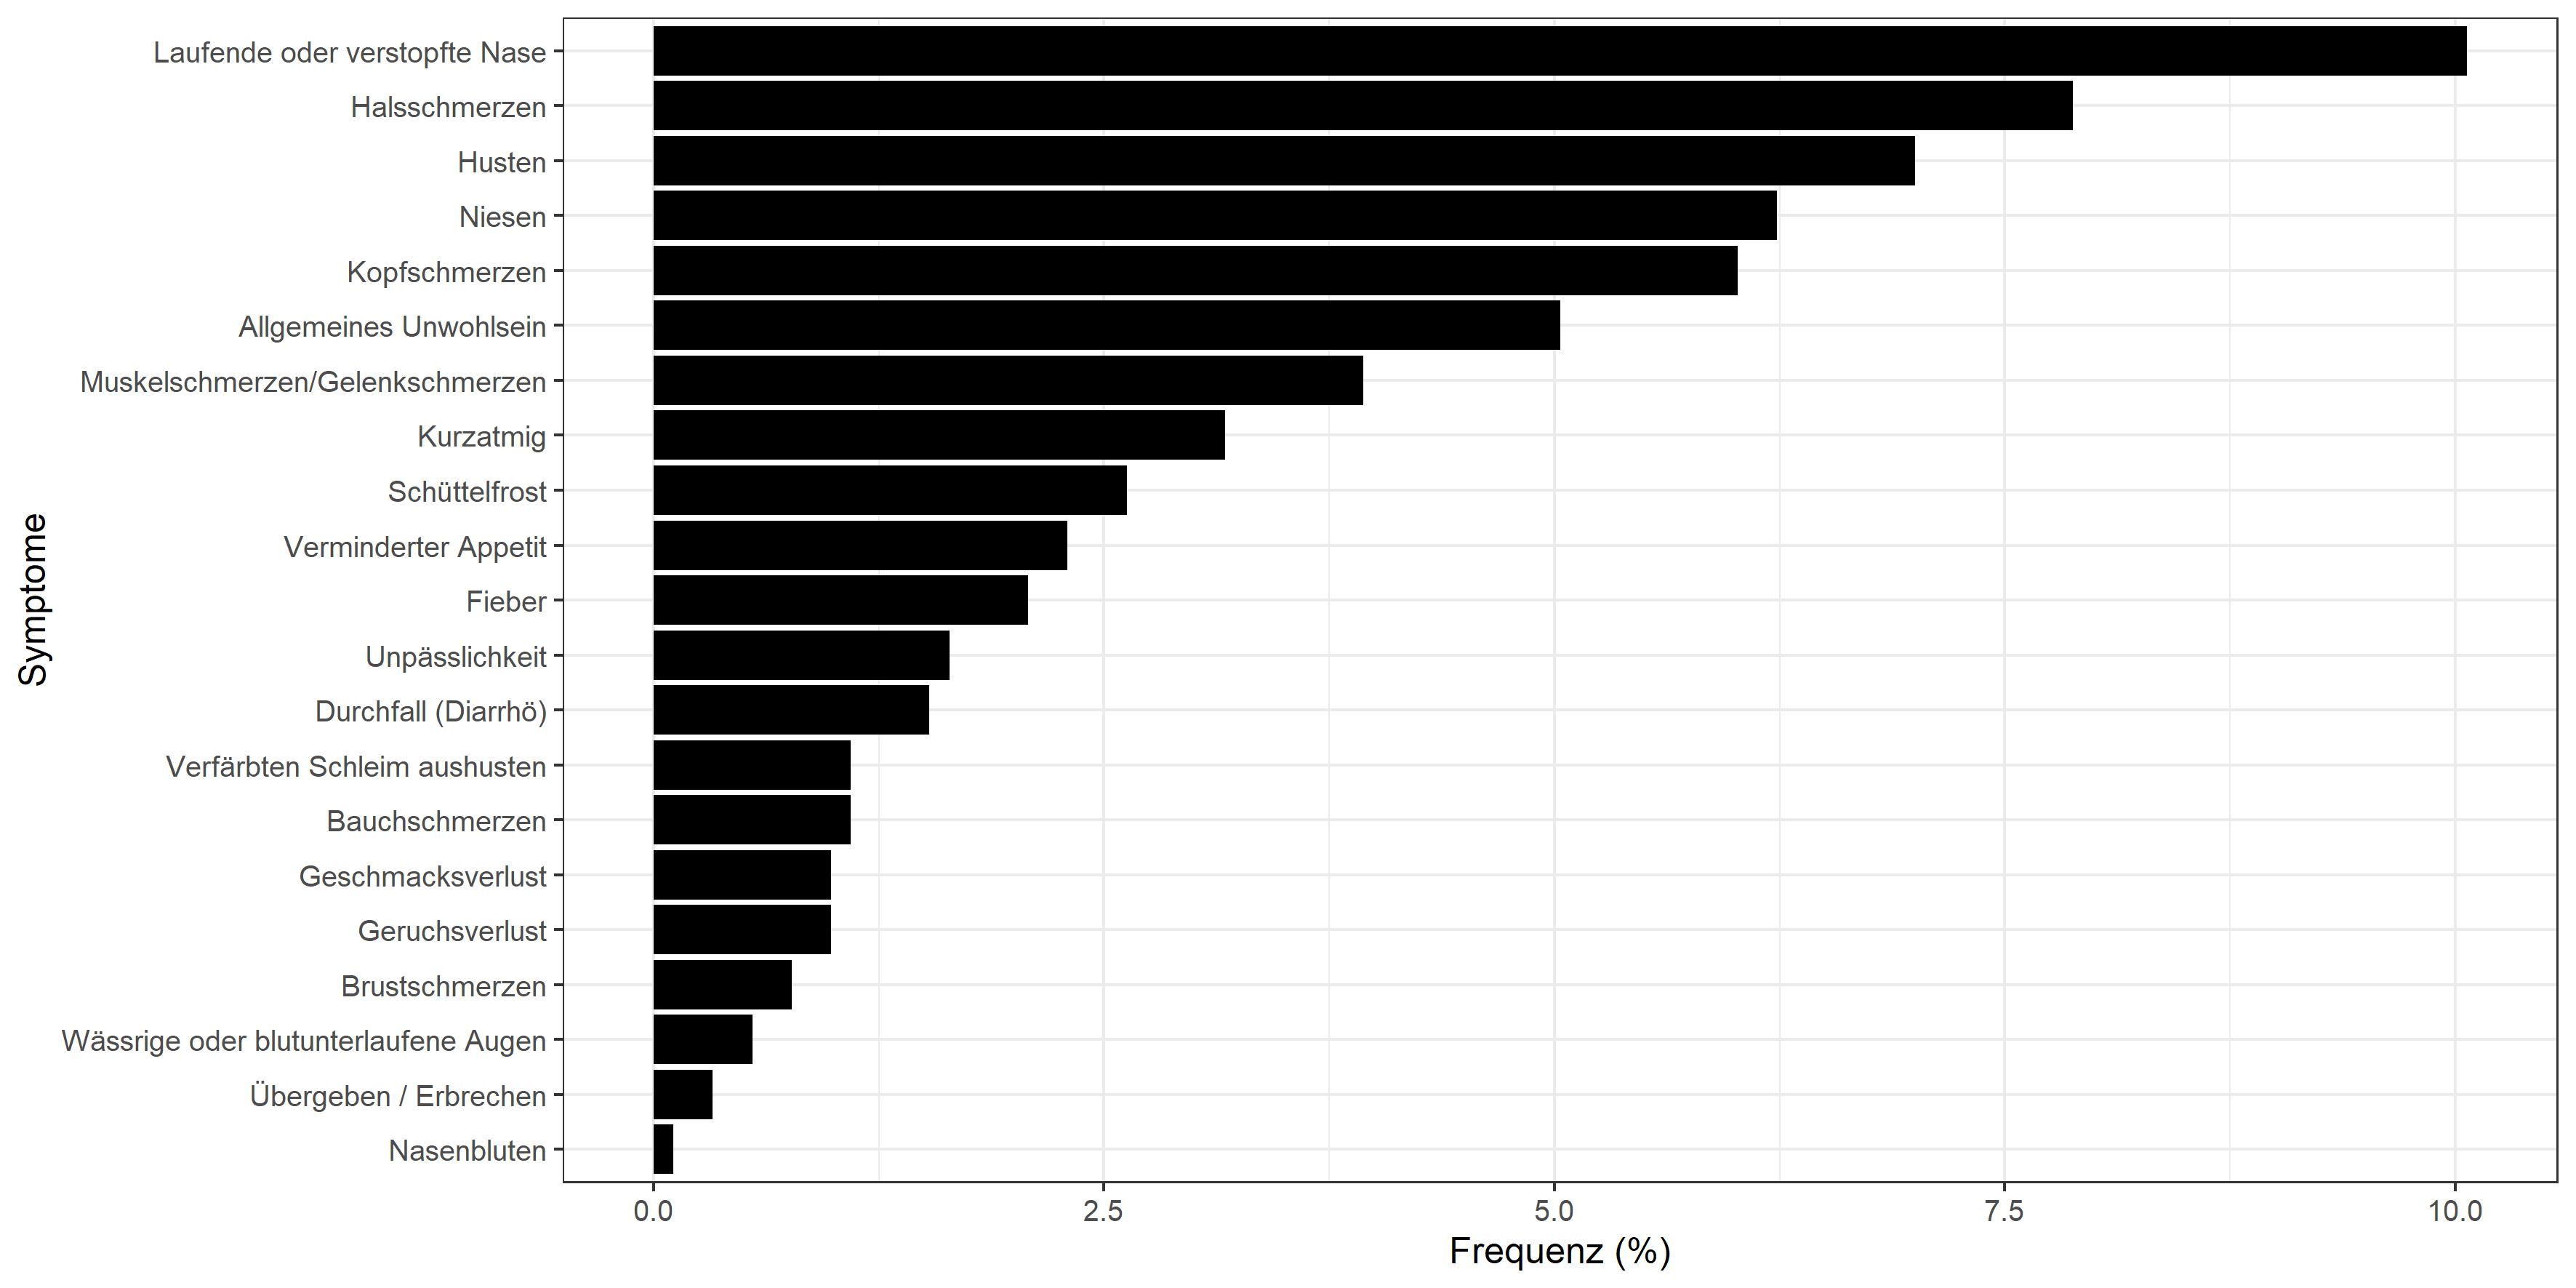 Laufende oder verstopfte Nase
Halsschmerzen
Husten
Niesen
Kopfschmerzen
Allgemeines Unwohlsein
Muskelschmerzen/Gelenkschmerzen
Kurzatmig
Schüttelfrost
Verminderter Appetit
Fieber
Unpässlichkeit
Durchfall (Diarrhö)
Verfärbten Schleim aushusten
Bauchschmerzen
Geschmacksverlust
Geruchsverlust
Brustschmerzen
Wässrige oder blutunterlaufene Augen
Übergeben / Erbrechen
Nasenbluten
Symptome
0.0 2.5 5.0 7.5 10.0
Frequenz (%)